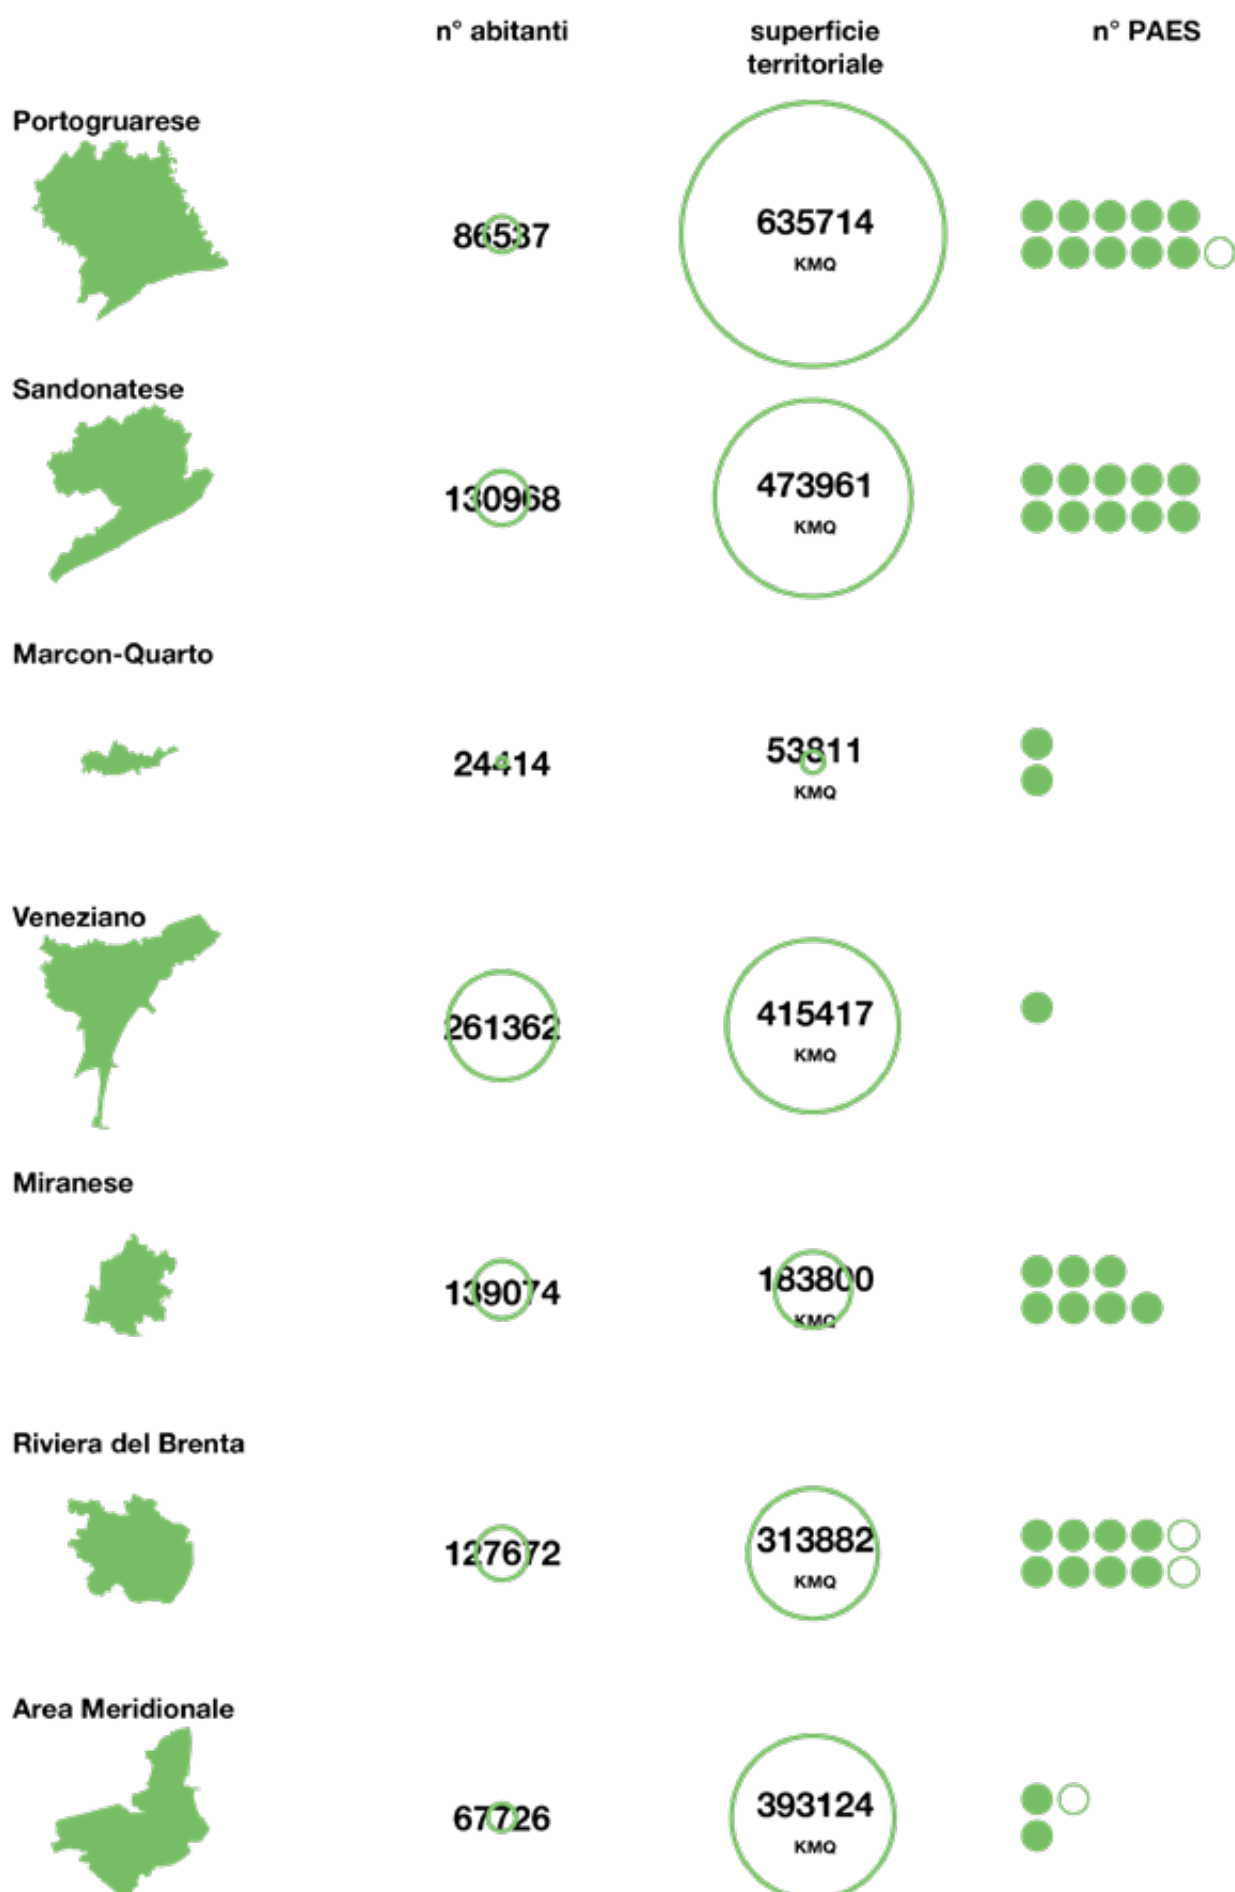 n° abitanti
superficie
territoriale
n° PAES
Portogruarese
86537
635714
KMQ
Sandonatese
130968
473961
KMQ
Marcon-Quarto
24414
53811
KMQ
Veneziano
261362
415417
KMQ
Miranese
139074
183800
KMQ
Riviera del Brenta
127672
313882
KMQ
Area Meridionale
67726
393124
KMQ